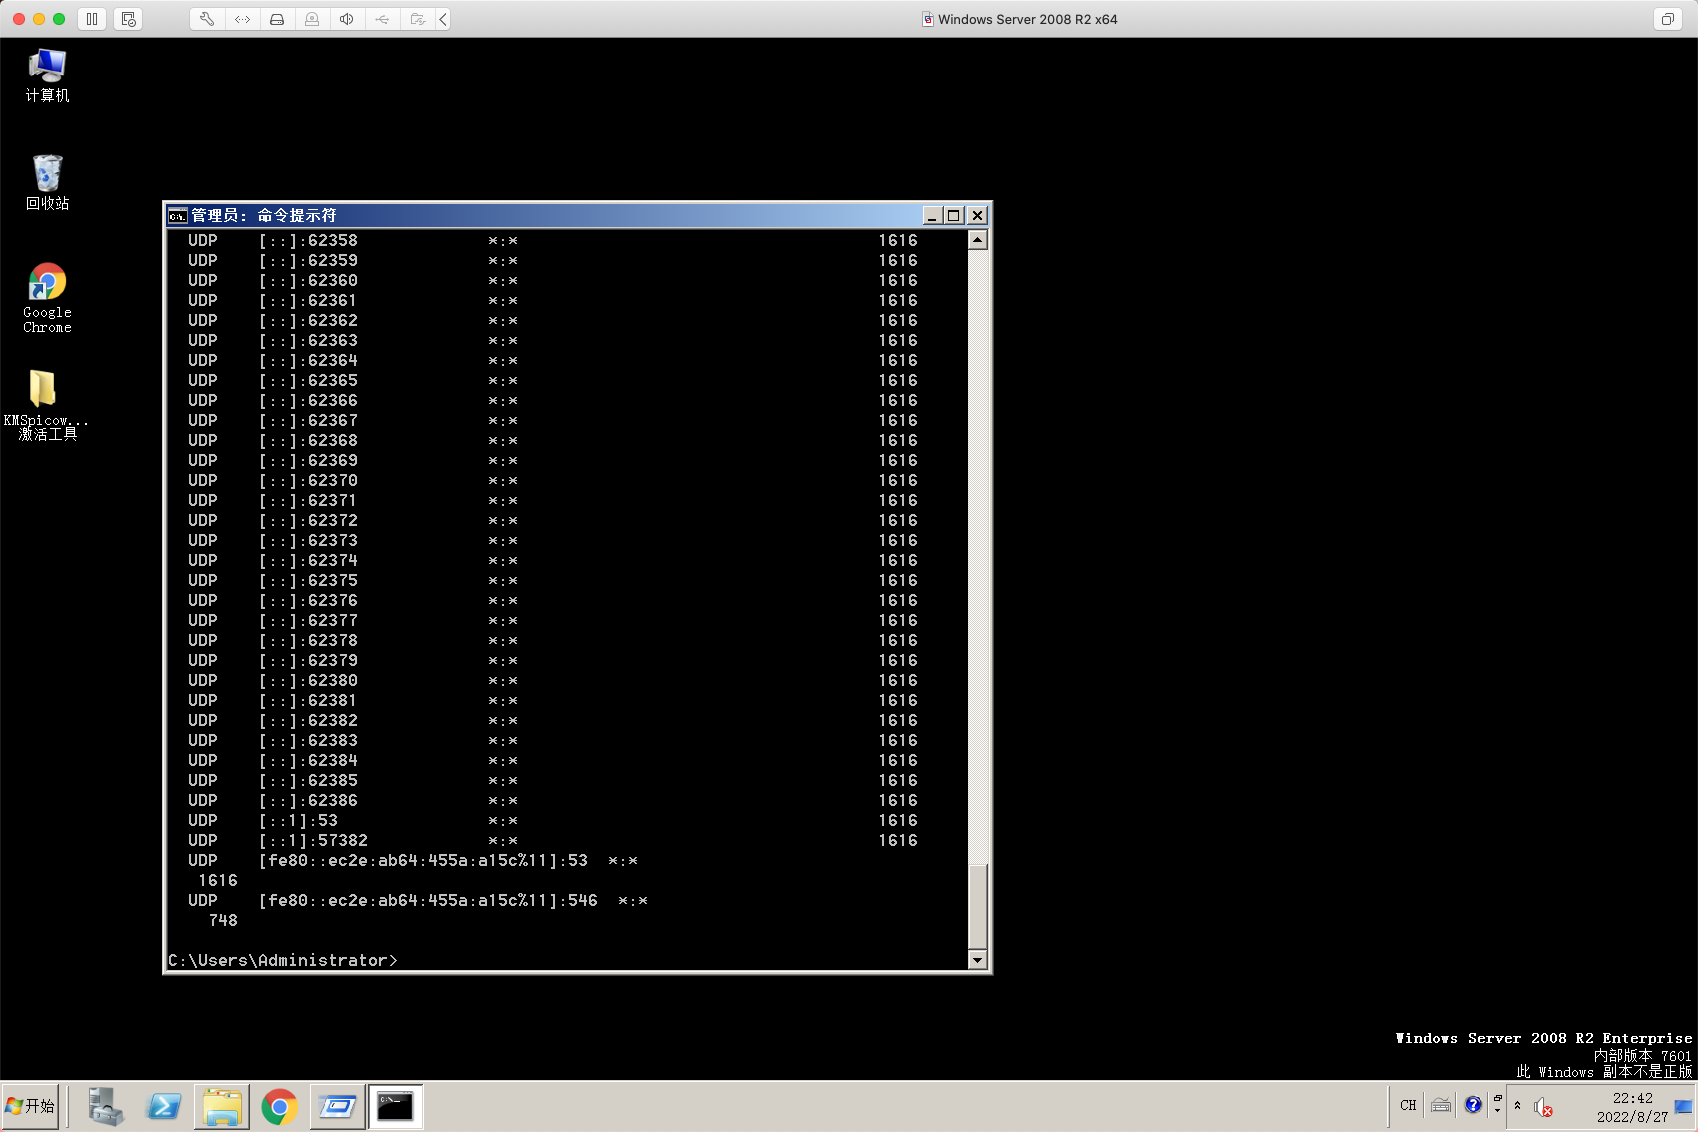 Windows Server 2008 R2 x64
计算机
回收站
Google
Chrome
KMSpicow...
激活工具
管理员: 命令提示符
UDP [::]:62358 *:* 1616
UDP [::]:62359 *:* 1616
UDP [::]:62360 *:* 1616
UDP [::]:62361 *:* 1616
UDP [::]:62362 *:* 1616
UDP [::]:62363 *:* 1616
UDP [::]:62364 *:* 1616
UDP [::]:62365 *:* 1616
UDP [::]:62366 *:* 1616
UDP [::]:62367 *:* 1616
UDP [::]:62368 *:* 1616
UDP [::]:62369 *:* 1616
UDP [::]:62370 *:* 1616
UDP [::]:62371 *:* 1616
UDP [::]:62372 *:* 1616
UDP [::]:62373 *:* 1616
UDP [::]:62374 *:* 1616
UDP [::]:62375 *:* 1616
UDP [::]:62376 *:* 1616
UDP [::]:62377 *:* 1616
UDP [::]:62378 *:* 1616
UDP [::]:62379 *:* 1616
UDP [::]:62380 *:* 1616
UDP [::]:62381 *:* 1616
UDP [::]:62382 *:* 1616
UDP [::]:62383 *:* 1616
UDP [::]:62384 *:* 1616
UDP [::]:62385 *:* 1616
UDP [::]:62386 *:* 1616
UDP [::1]:53 *:* 1616
UDP [::1]:57382 *:* 1616
UDP [fe80::ec2e:ab64:455a:a15c%11]:53 *:*
1616
UDP [fe80::ec2e:ab64:455a:a15c%11]:546 *:*
748
C:\Users\Administrator>
Windows Server 2008 R2 Enterprise
内部版本 7601
此 Windows 副本不是正版
开始
CH
22:42
2022/8/27